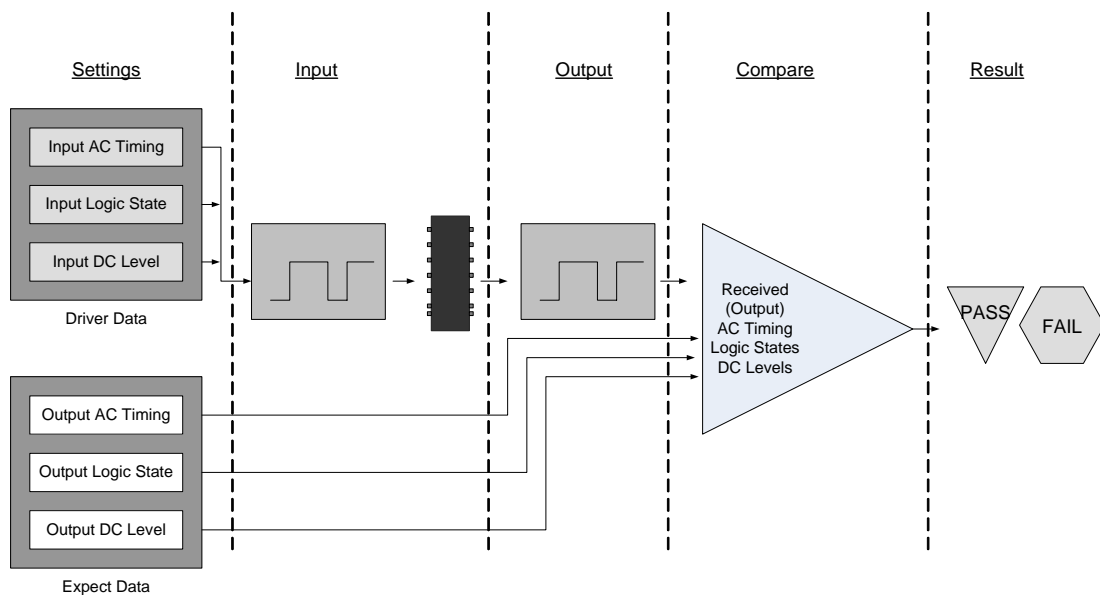 Settings
Input
Output
Compare
Result
Input AC Timing
Input Logic State
Input DC Level
Driver Data
Received
(Output)
AC Timing
Logic States
DC Levels
PASS
FAIL
Output AC Timing
Output Logic State
Output DC Level
Expect Data